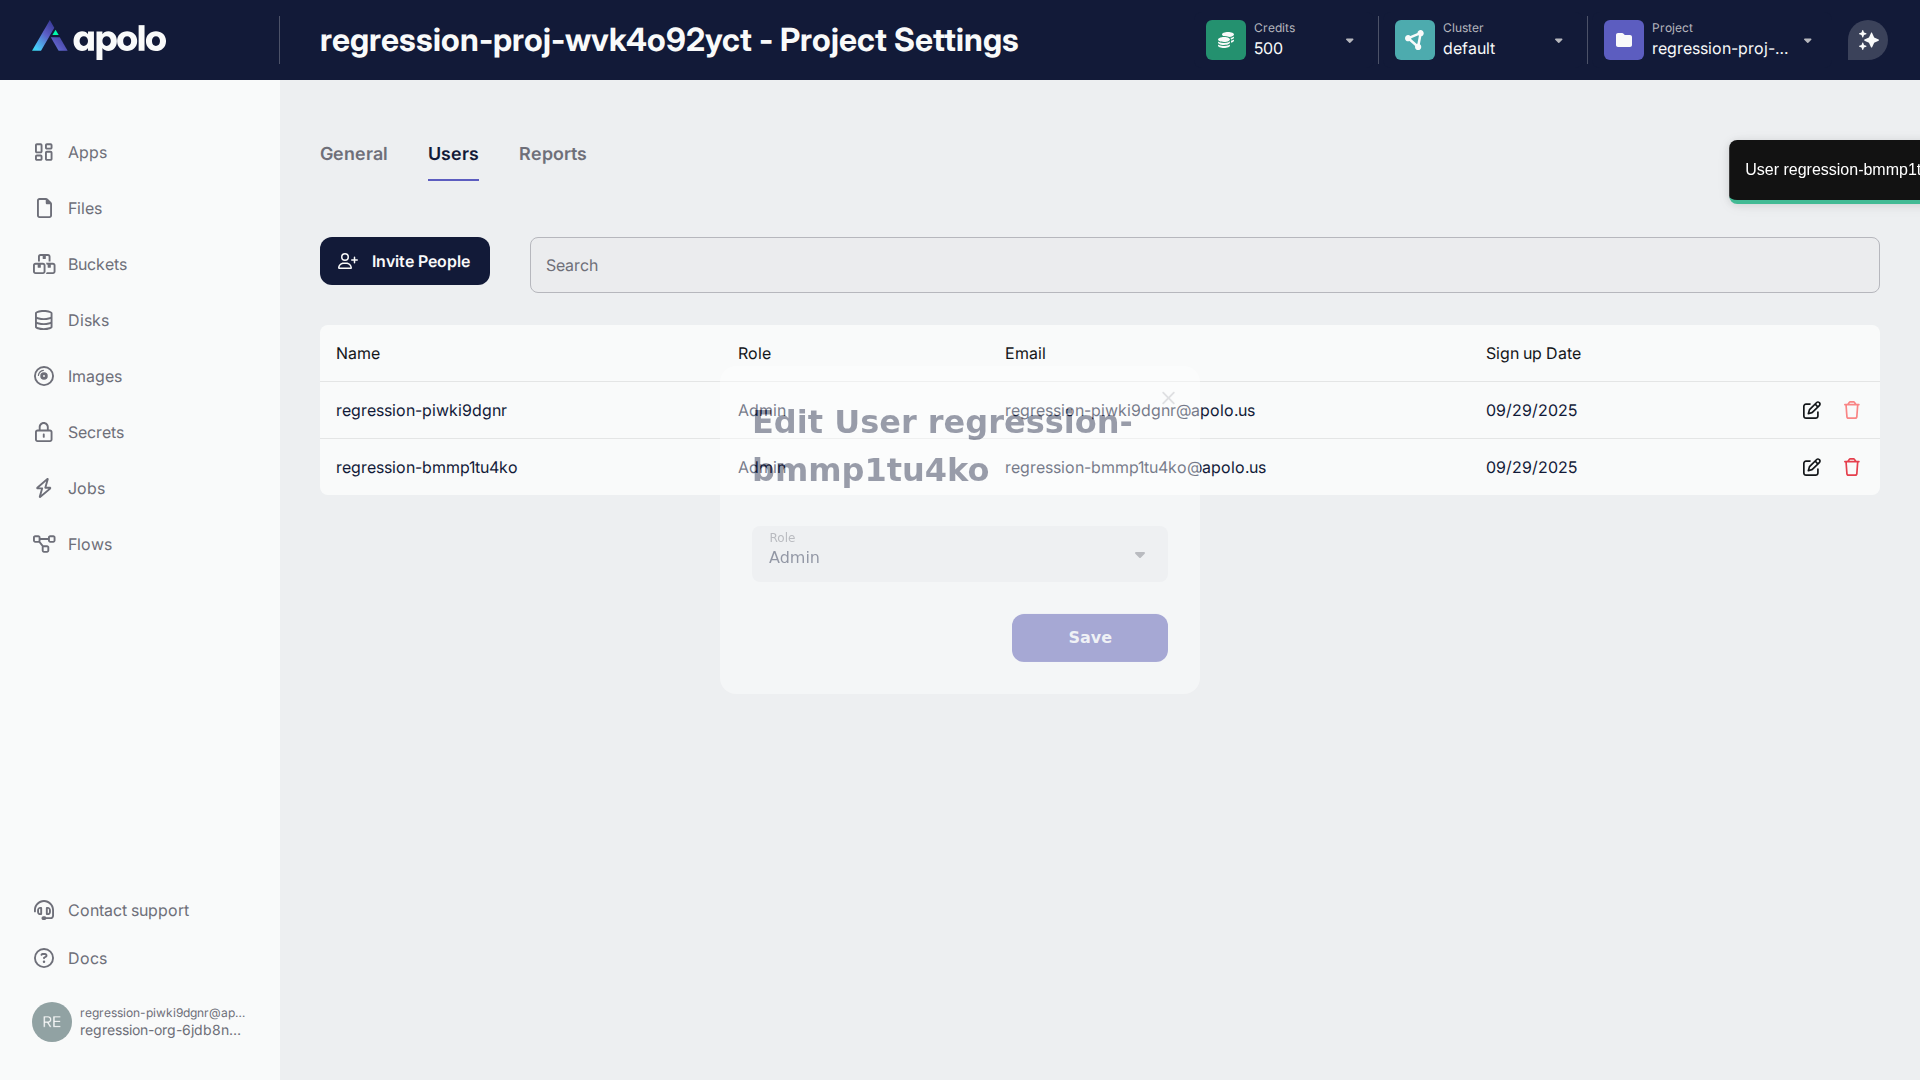 apolo
regression-proj-wvk4o92yct - Project Settings
Credits
500
Cluster
default
Project
regression-proj-...
Apps
Files
Buckets
Disks
Images
Secrets
Jobs
Flows
General
Users
Reports
User regression-bmmp1t
Invite People
Search
Name
Role
Email
Sign up Date
regression-piwki9dgnr
Admin
regression-piwki9dgnr@apolo.us
09/29/2025
regression-bmmp1tu4ko
Admin
regression-bmmp1tu4ko@apolo.us
09/29/2025
Edit User regression-
bmmp1tu4ko
Role
Admin
Save
Contact support
Docs
RE
regression-piwki9dgnr@ap...
regression-org-6jdb8n...